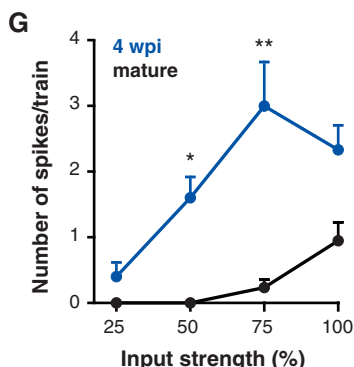 G
4 wpi
mature
**
*
Number of spikes/train
4
3
2
1
0
25 50 75 100
Input strength (%)